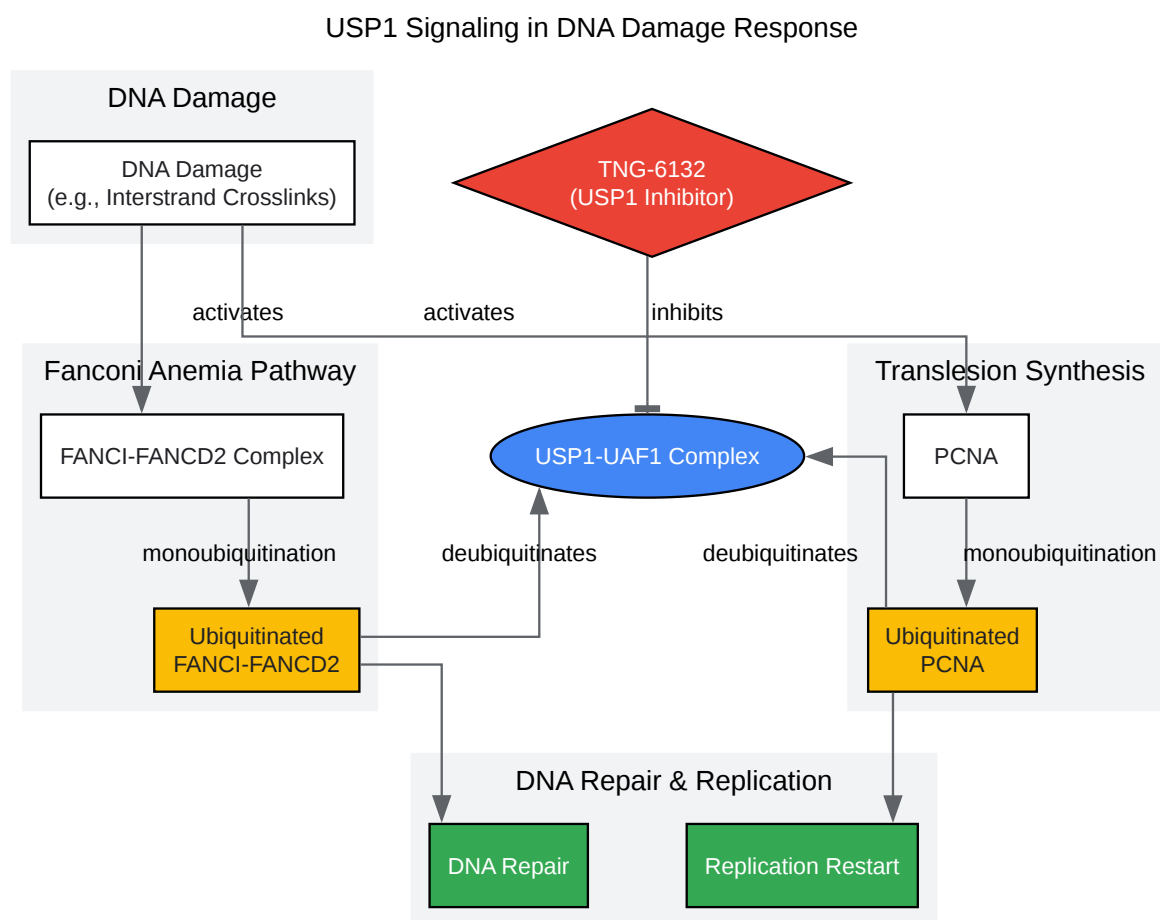 USP1 Signaling in DNA Damage Response
DNA Damage
DNA Damage
(e.g., Interstrand Crosslinks)
TNG-6132
(USP1 Inhibitor)
activates
activates
inhibits
Fanconi Anemia Pathway
Translesion Synthesis
FANCI-FANCD2 Complex
USP1-UAF1 Complex
PCNA
monoubiquitination
deubiquitinates
deubiquitinates
monoubiquitination
Ubiquitinated
FANCI-FANCD2
Ubiquitinated
PCNA
DNA Repair & Replication
DNA Repair
Replication Restart